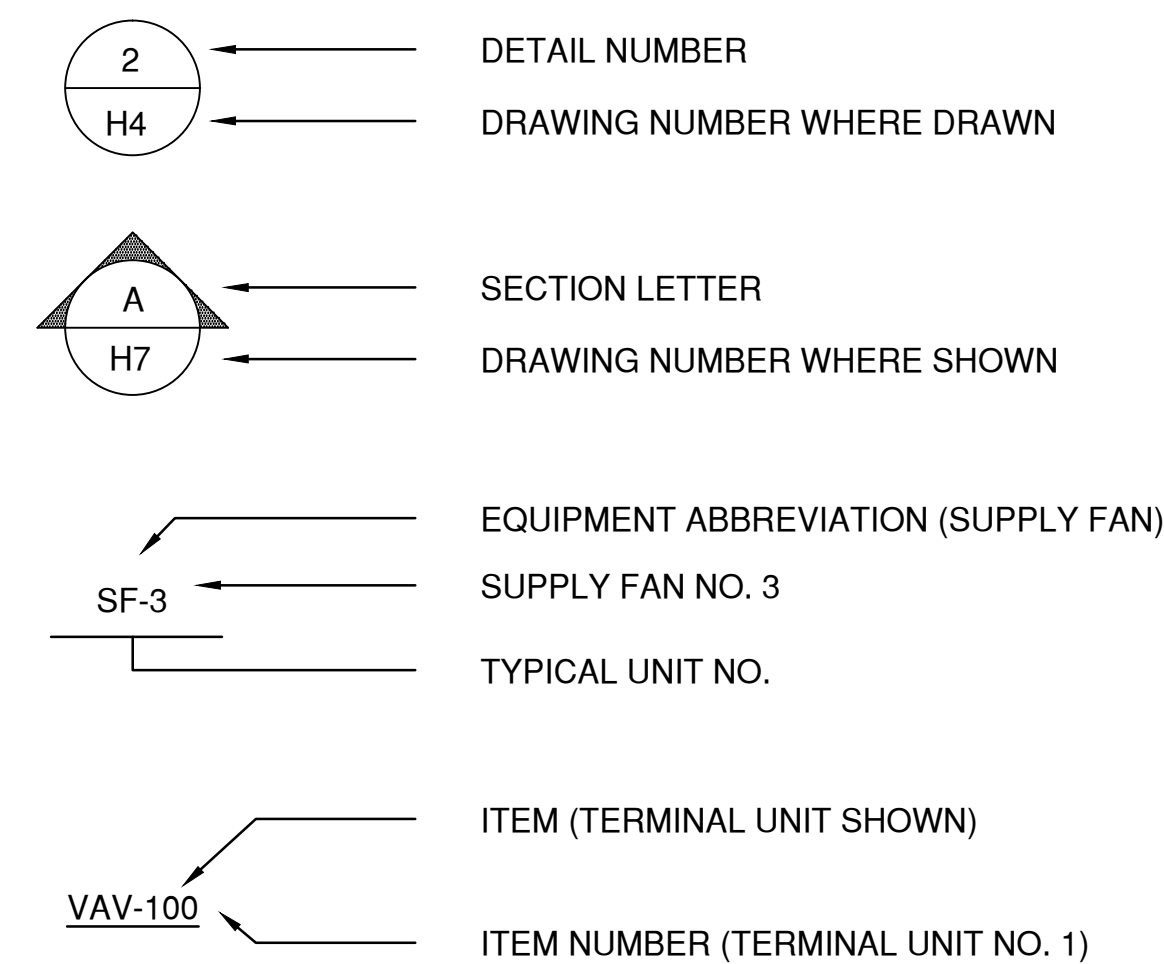 2
DETAIL NUMBER
H4
DRAWING NUMBER WHERE DRAWN
A
SECTION LETTER
H7
DRAWING NUMBER WHERE SHOWN
EQUIPMENT ABBREVIATION (SUPPLY FAN)
SF-3
SUPPLY FAN NO. 3
TYPICAL UNIT NO.
ITEM (TERMINAL UNIT SHOWN)
VAV-100
ITEM NUMBER (TERMINAL UNIT NO. 1)